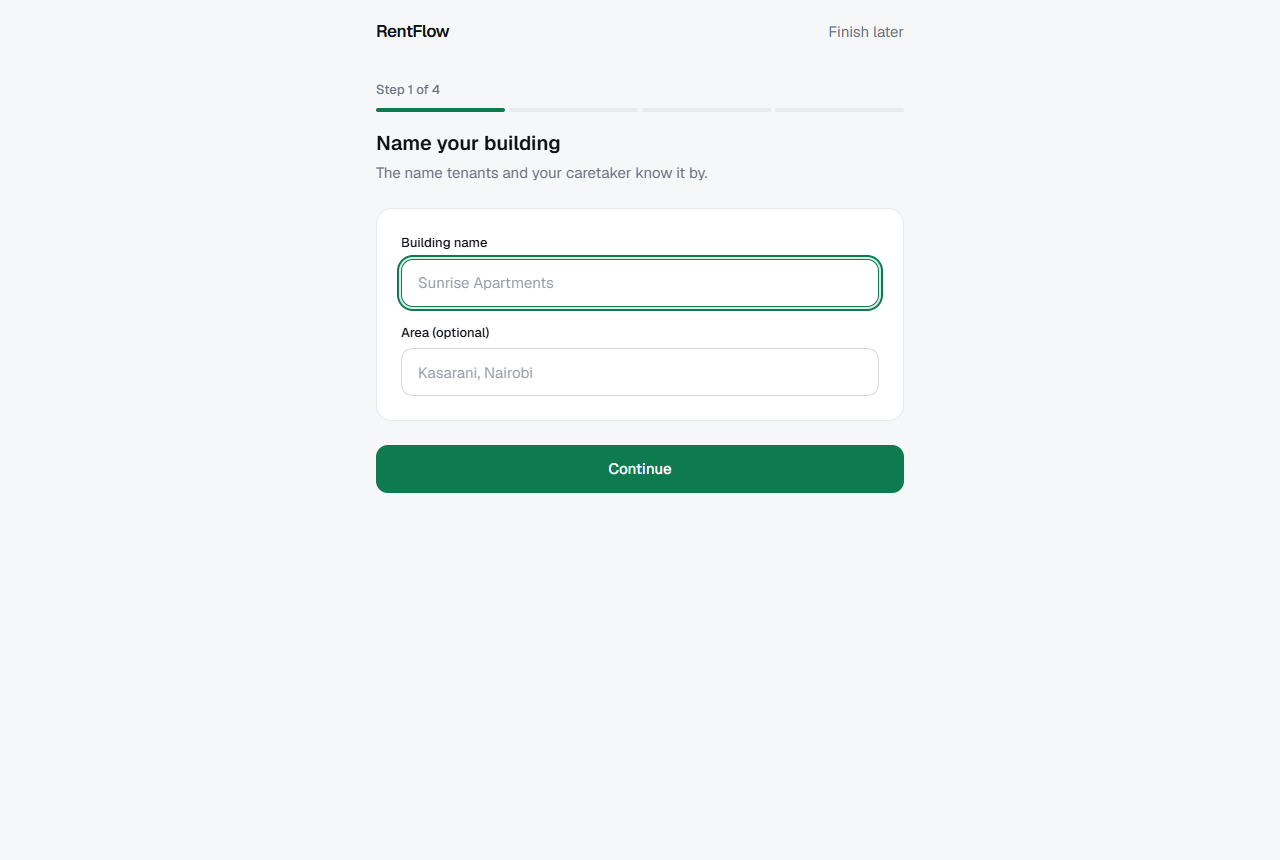 RentFlow
Finish later
Step 1 of 4
Name your building
The name tenants and your caretaker know it by.
Building name
Sunrise Apartments
Area (optional)
Kasarani, Nairobi
Continue